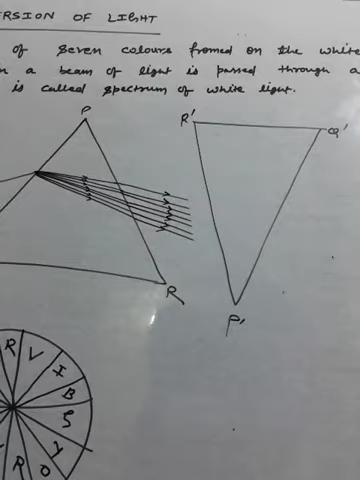 ERSION OF LIGHT
of seven colours fromed on the white
a beam of light is passed through a
is called spectrum of white light.
P
R'
Q'
R
P'
R
V
I
B
Y
O
R